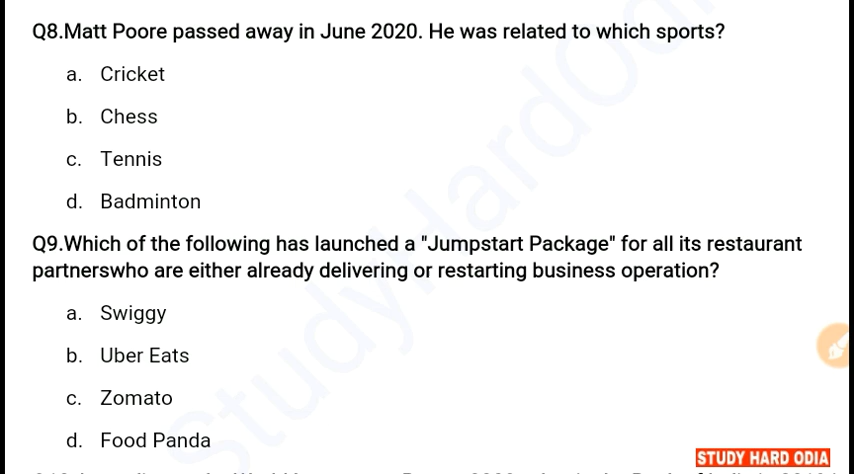 Q8.Matt Poore passed away in June 2020. He was related to which sports?
a. Cricket
b. Chess
c. Tennis
d. Badminton
Q9.Which of the following has launched a "Jumpstart Package" for all its restaurant
partnerswho are either already delivering or restarting business operation?
a. Swiggy
b. Uber Eats
c. Zomato
d. Food Panda
STUDY HARD ODIA
StudyHardOdi